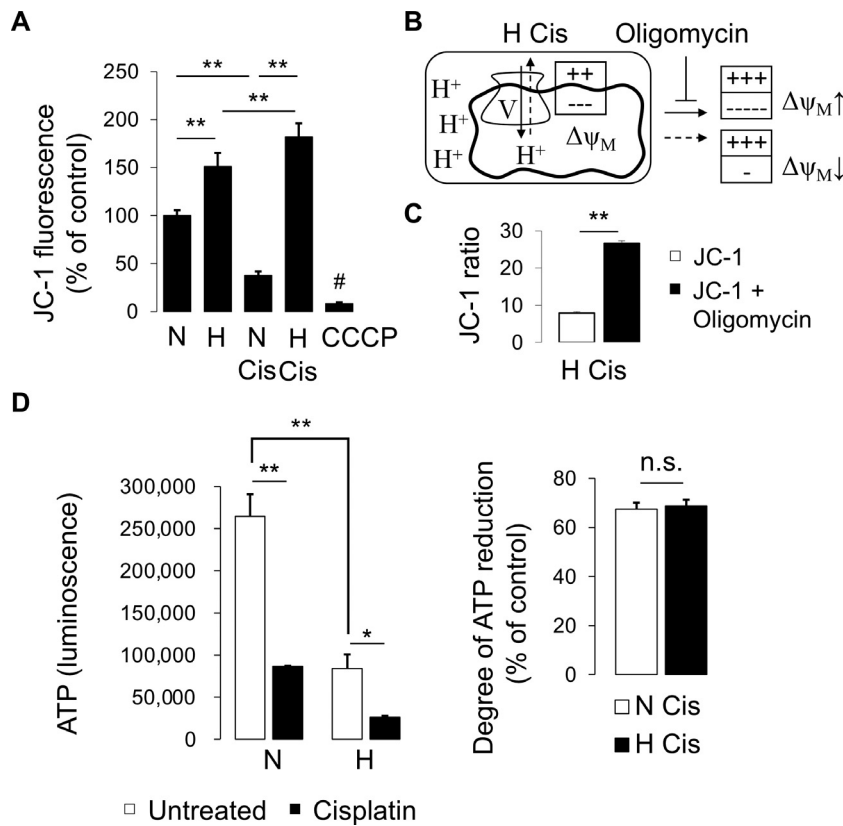 A
JC-1 fluorescence
(% of control)
250
200
150
100
50
0
**
**
**
**
#
N
H
N
H
CCCP
Cis
Cis
B
H Cis
Oligomycin
H⁺
H⁺
H⁺
V
H⁺
++
---
ΔψM
+++
-----
ΔψM↑
+++
-
ΔψM↓
C
JC-1 ratio
30
20
10
0
**
H Cis
JC-1
JC-1 +
Oligomycin
D
ATP (luminoscence)
300,000
250,000
200,000
150,000
100,000
50,000
0
**
**
*
N
H
Untreated
Cisplatin
Degree of ATP reduction
(% of control)
80
60
40
20
0
n.s.
N Cis
H Cis